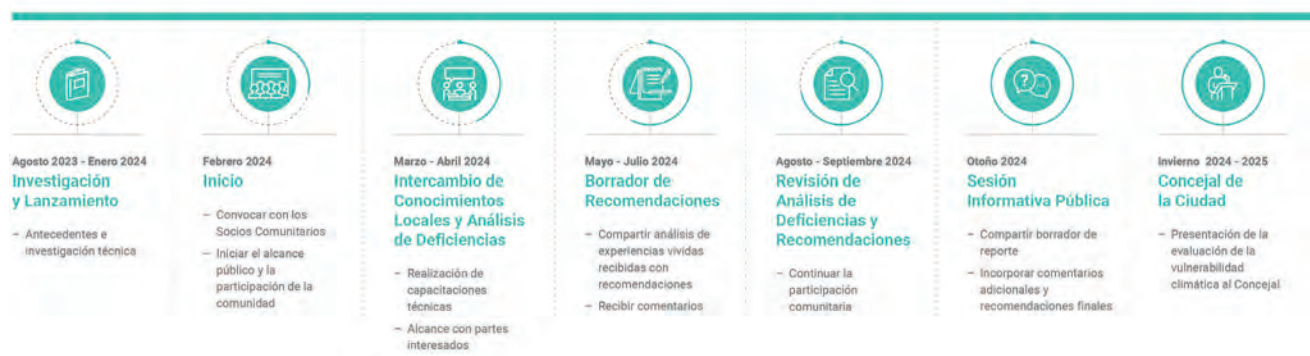 Agosto 2023 - Enero 2024
Investigación
y Lanzamiento
– Antecedentes e
investigación técnica
Febrero 2024
Inicio
– Convocar con los
Socios Comunitarios
– Iniciar el alcance
público y la
participación de la
comunidad
Marzo - Abril 2024
Intercambio de
Conocimientos
Locales y Análisis
de Deficiencias
– Realización de
capacitaciones
técnicas
– Alcance con partes
interesados
Mayo - Julio 2024
Borrador de
Recomendaciones
– Compartir análisis de
experiencias vividas
recibidas con
recomendaciones
– Recibir comentarios
Agosto - Septiembre 2024
Revisión de
Análisis de
Deficiencias y
Recomendaciones
– Continuar la
participación
comunitaria
?
Otoño 2024
Sesión
Informativa Pública
– Compartir borrador de
reporte
– Incorporar comentarios
adicionales y
recomendaciones finales
Invierno 2024 - 2025
Concejal de
la Ciudad
– Presentación de la
evaluación de la
vulnerabilidad
climática al Concejal